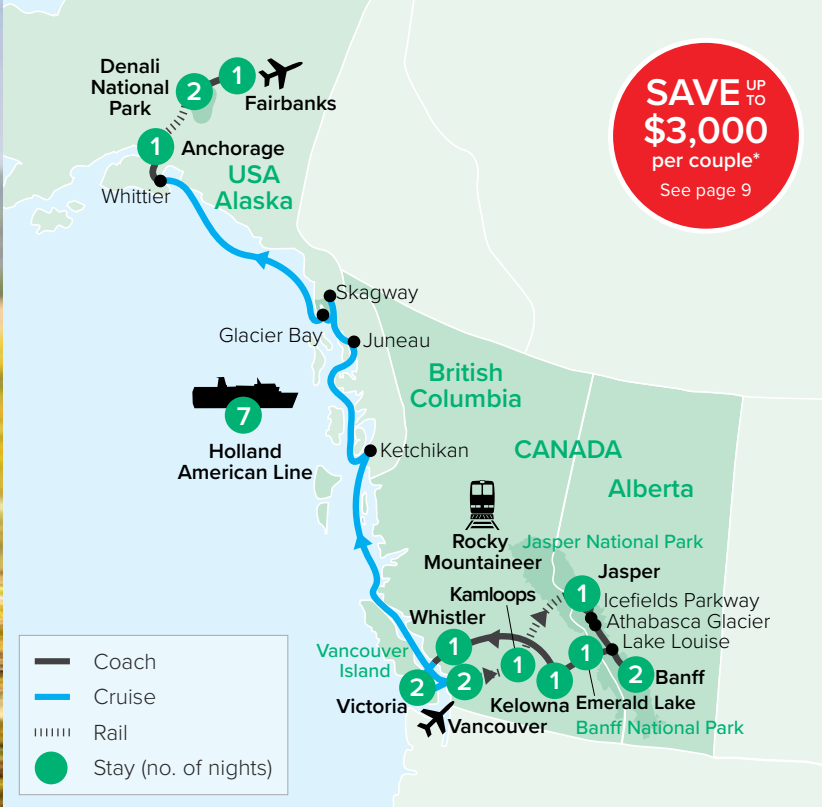 Denali
National
Park
2
1
Fairbanks
1
Anchorage
USA
Alaska
Whittier
SAVE UP TO
$3,000
per couple*
See page 9
Skagway
Glacier Bay
Juneau
British
Columbia
7
Holland
American Line
Ketchikan
CANADA
Alberta
Rocky
Mountaineer
Jasper National Park
Jasper
1
Kamloops
Icefields Parkway
Athabasca Glacier
Lake Louise
Whistler
1
Vancouver
Island
2
Victoria
2
Vancouver
1
1
Kelowna
1
Emerald Lake
2
Banff
Banff National Park
Coach
Cruise
Rail
Stay (no. of nights)